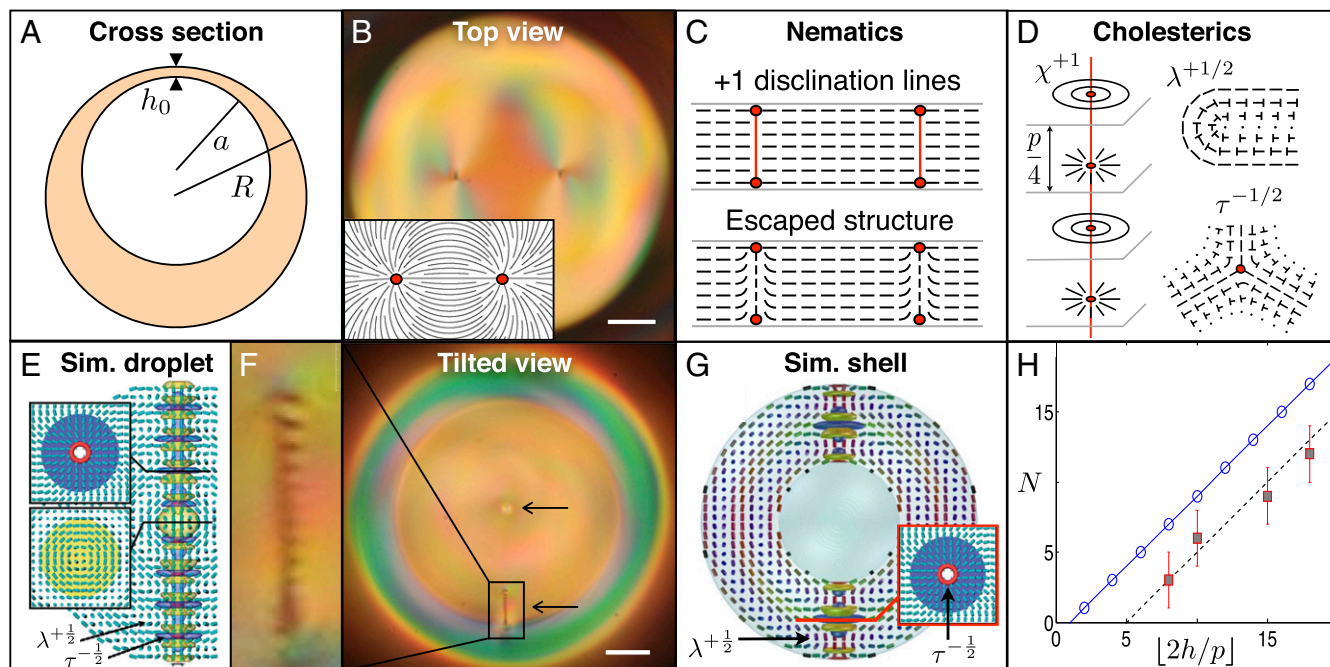 A Cross section
h₀
a
R
B Top view
C Nematics
+1 disclination lines
Escaped structure
D Cholesterics
χ⁺¹
p/4
λ⁺¹/²
τ⁻¹/²
E Sim. droplet
λ⁺¹/²
τ⁻¹/²
F Tilted view
G Sim. shell
λ⁺¹/²
τ⁻¹/²
H
N
15
5
0
0 5 15
⌊2h/p⌋